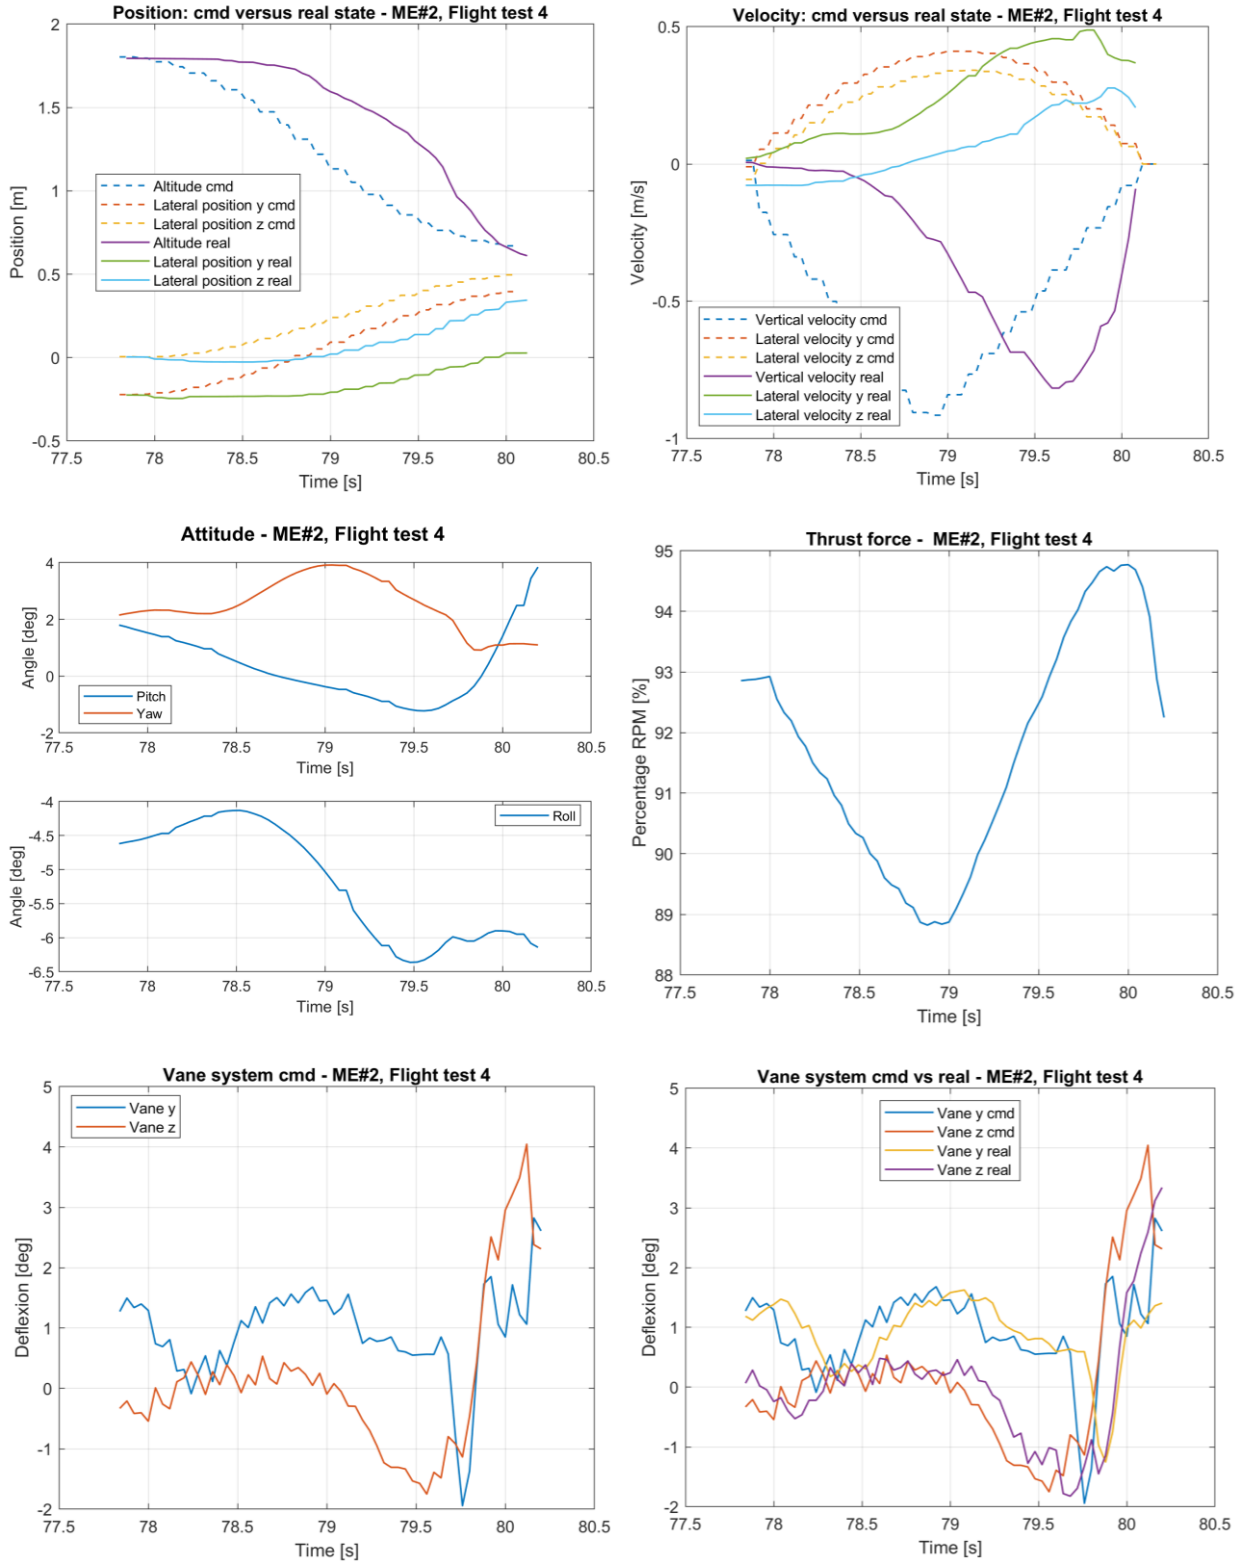 Position: cmd versus real state - ME#2, Flight test 4
2
1.5
1
0.5
0
-0.5
Position [m]
Altitude cmd
Lateral position y cmd
Lateral position z cmd
Altitude real
Lateral position y real
Lateral position z real
77.5 78 78.5 79 79.5 80 80.5
Time [s]
Velocity: cmd versus real state - ME#2, Flight test 4
0.5
0
-0.5
-1
Velocity [m/s]
Vertical velocity cmd
Lateral velocity y cmd
Lateral velocity z cmd
Vertical velocity real
Lateral velocity y real
Lateral velocity z real
77.5 78 78.5 79 79.5 80 80.5
Time [s]
Attitude - ME#2, Flight test 4
4
2
0
-2
Angle [deg]
Pitch
Yaw
77.5 78 78.5 79 79.5 80 80.5
Time [s]
-4
-4.5
-5
-5.5
-6
-6.5
Angle [deg]
Roll
77.5 78 78.5 79 79.5 80 80.5
Time [s]
Thrust force - ME#2, Flight test 4
95
94
93
92
91
90
89
88
Percentage RPM [%]
77.5 78 78.5 79 79.5 80 80.5
Time [s]
Vane system cmd - ME#2, Flight test 4
5
4
3
2
1
0
-1
-2
Deflexion [deg]
Vane y
Vane z
77.5 78 78.5 79 79.5 80 80.5
Time [s]
Vane system cmd vs real - ME#2, Flight test 4
5
4
3
2
1
0
-1
-2
Deflexion [deg]
Vane y cmd
Vane z cmd
Vane y real
Vane z real
77.5 78 78.5 79 79.5 80 80.5
Time [s]